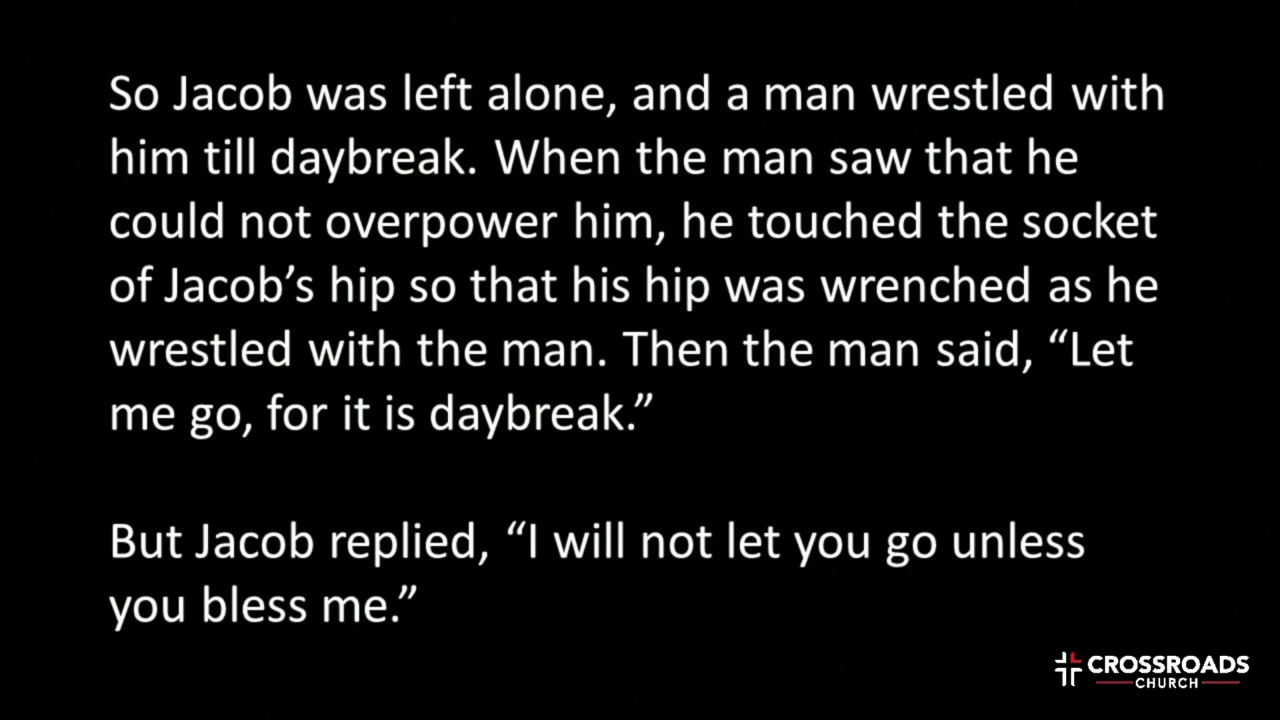 So Jacob was left alone, and a man wrestled with
him till daybreak. When the man saw that he
could not overpower him, he touched the socket
of Jacob’s hip so that his hip was wrenched as he
wrestled with the man. Then the man said, “Let
me go, for it is daybreak.”
But Jacob replied, “I will not let you go unless
you bless me.”
CROSSROADS
CHURCH